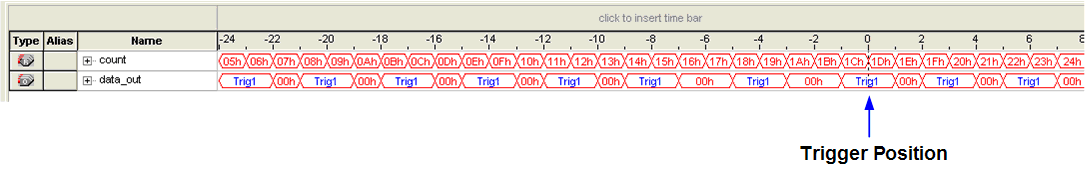 click to insert time bar
Type Alias Name -24 -22 -20 -18 -16 -14 -12 -10 -8 -6 -4 -2 0 2 4 6 8
count 05h 06h 07h 08h 09h 0Ah 0Bh 0Ch 0Dh 0Eh 0Fh 10h 11h 12h 13h 14h 15h 16h 17h 18h 19h 1Ah 1Bh 1Ch 1Dh 1Eh 1Fh 20h 21h 22h 23h 24h
data_out Trig1 00h Trig1 00h Trig1 00h Trig1 00h Trig1 00h Trig1 00h Trig1 00h Trig1 00h Trig1 00h Trig1 00h
Trigger Position